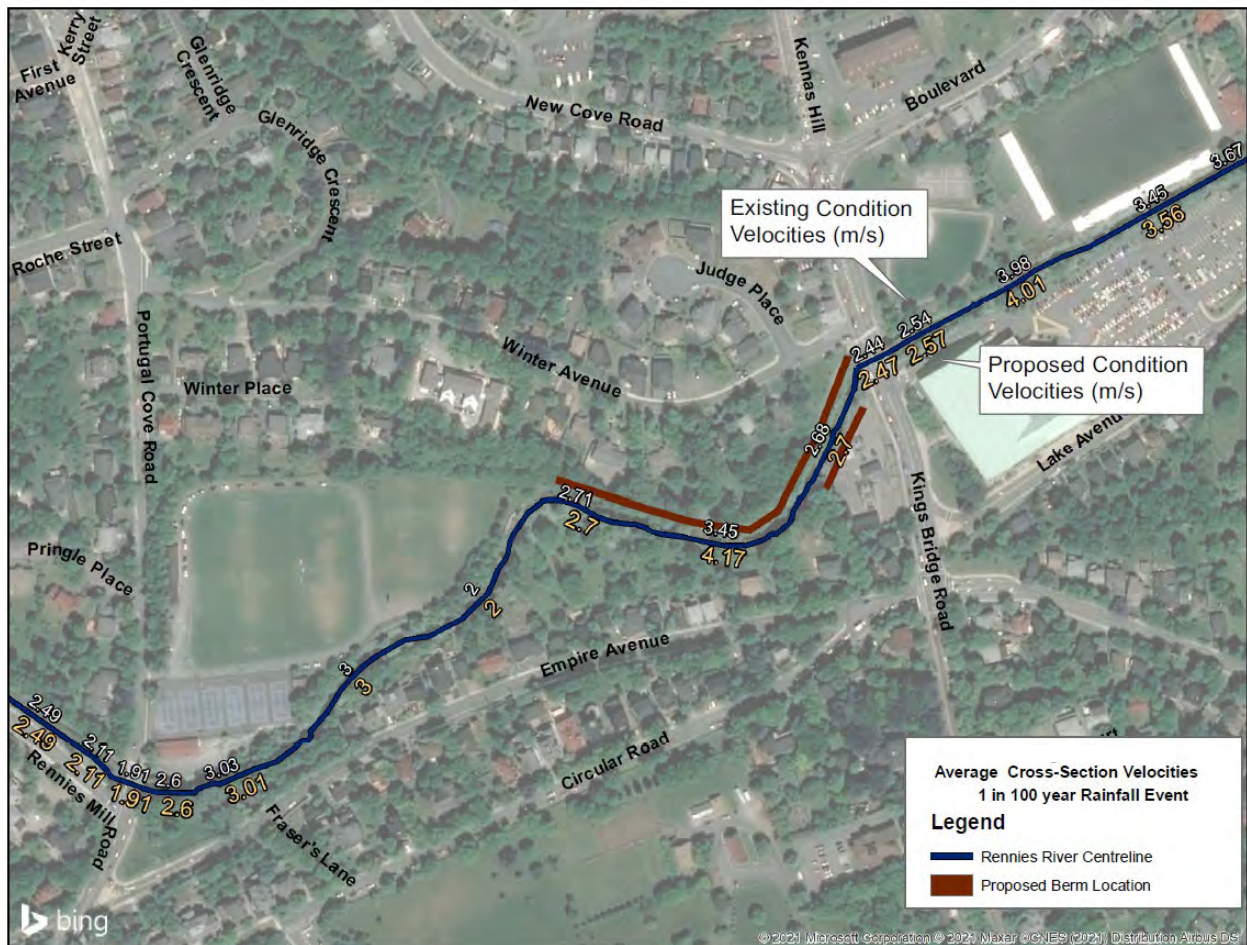 Kerry
Street
First
Avenue
Glenridge
Crescent
Glenridge Crescent
New Cove Road
Kennas Hill
Boulevard
3.67
3.45
3.56
Existing Condition
Velocities (m/s)
Roche Street
Judge Place
3.98
4.01
Portugal Cove Road
Winter Avenue
2.54
2.44
2.57
2.47
Proposed Condition
Velocities (m/s)
Winter Place
Lake Avenue
2.68
2.7
Kings Bridge Road
2.71
2.7
3.45
4.17
Pringle Place
2
2
Empire Avenue
3
3
Circular Road
2.49
2.49
2.11
2.11
1.91
1.91
2.6
2.6
3.03
3.01
Rennies Mill Road
Fraser's Lane
Average Cross-Section Velocities
1 in 100 year Rainfall Event
Legend
Rennies River Centreline
Proposed Berm Location
bing
© 2021 Microsoft Corporation © 2021 Maxar ©CNES (2021) Distribution Airbus DS